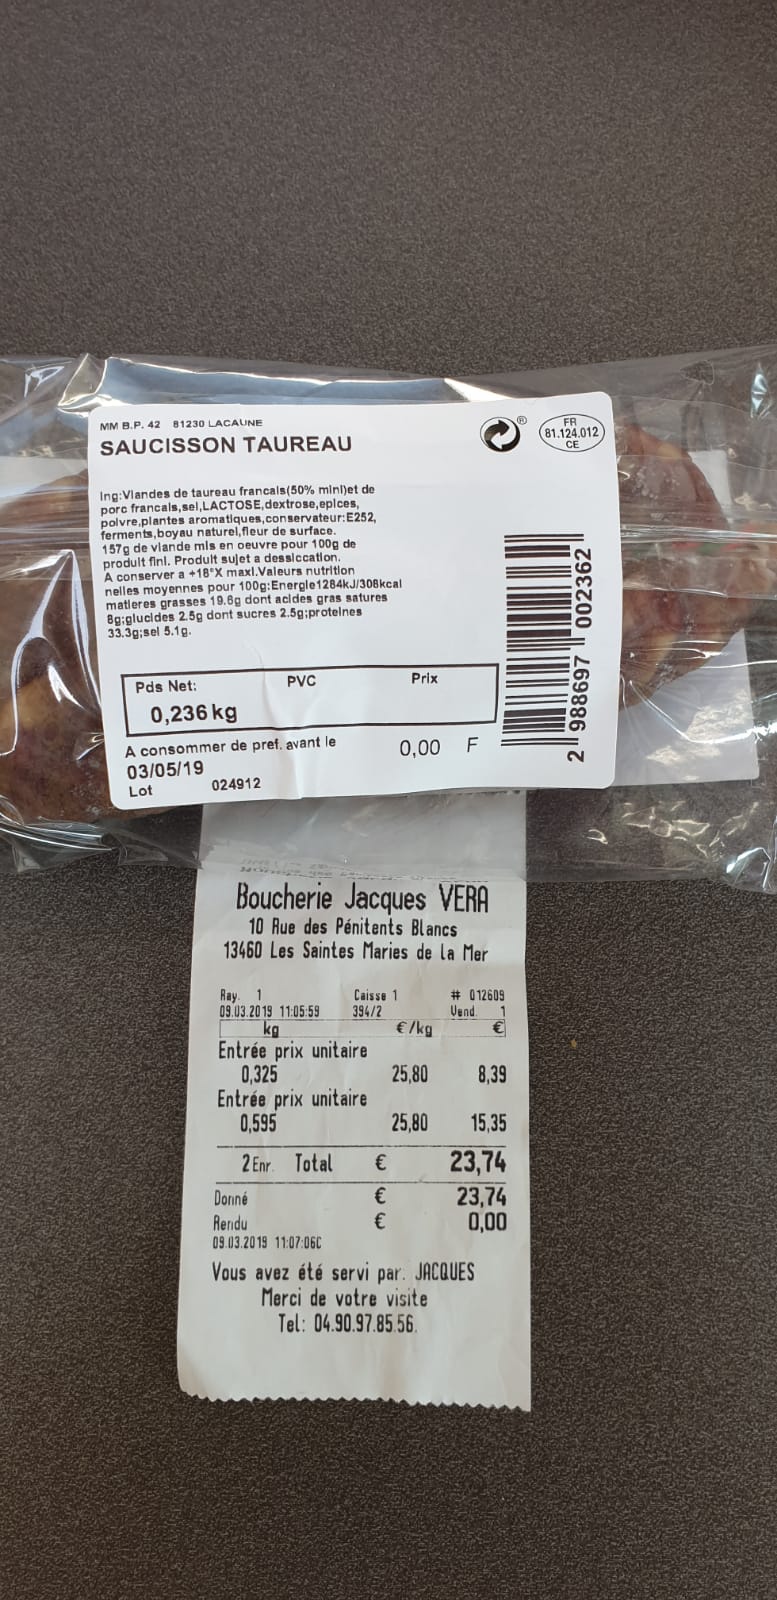 MM B.P. 42 81230 LACAUNE
SAUCISSON TAUREAU
®
FR
81.124.012
CE
Ing:Viandes de taureau francais(50% mini)et de
porc francais,sel,LACTOSE,dextrose,epices,
poivre,plantes aromatiques,conservateur:E252,
ferments,boyau naturel,fleur de surface.
157g de viande mis en oeuvre pour 100g de
produit fini. Produit sujet a dessiccation.
A conserver a +18°X maxi.Valeurs nutrition
nelles moyennes pour 100g:Energie1284kJ/308kcal
matieres grasses 19.6g dont acides gras satures
8g;glucides 2.5g dont sucres 2.5g;proteines
33.3g;sel 5.1g.
Pds Net: PVC Prix
0,236 kg
A consommer de pref. avant le 0,00 F
03/05/19
Lot 024912
2 988697 002362
Boucherie Jacques VERA
10 Rue des Pénitents Blancs
13460 Les Saintes Maries de la Mer
Ray. 1 Caisse 1 # 012609
09.03.2019 11:05:59 394/2 Vend. 1
kg €/kg €
Entrée prix unitaire
0,325 25,80 8,39
Entrée prix unitaire
0,595 25,80 15,35
2 Enr. Total € 23,74
Donné € 23,74
Rendu € 0,00
09.03.2019 11:07:06C
Vous avez été servi par: JACQUES
Merci de votre visite
Tel: 04.90.97.85.56.